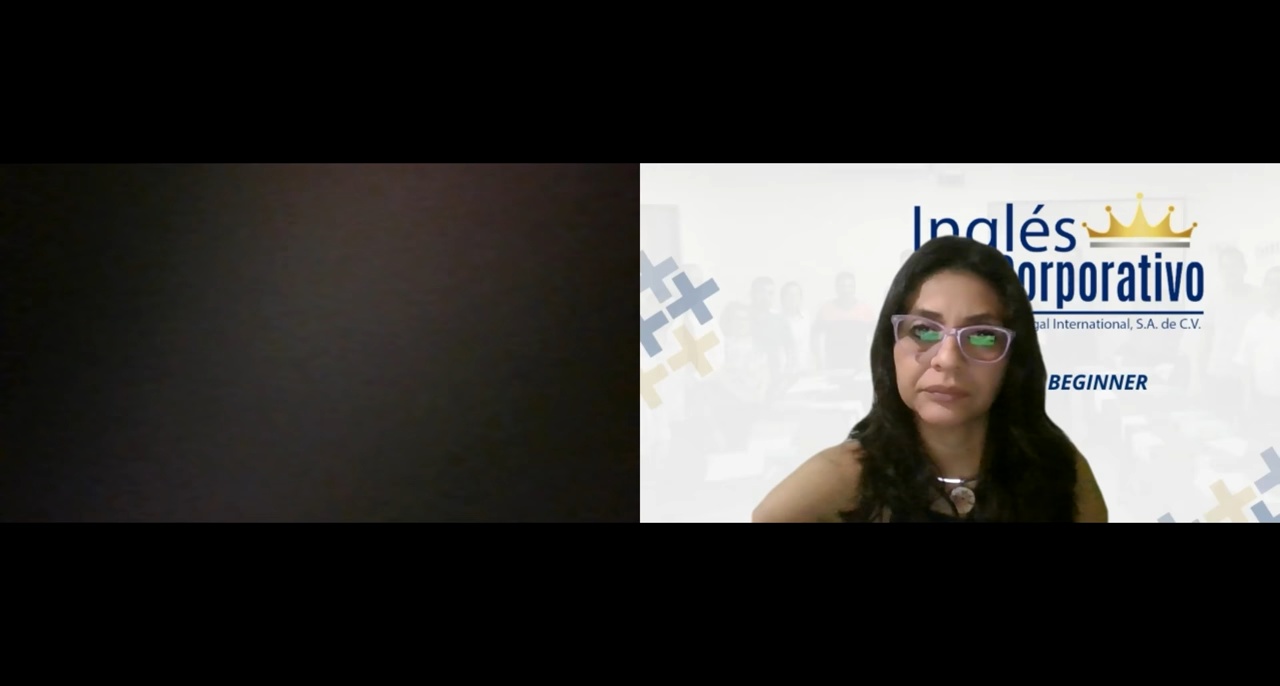 Inglés
Corporativo
International, S.A. de C.V.
BEGINNER